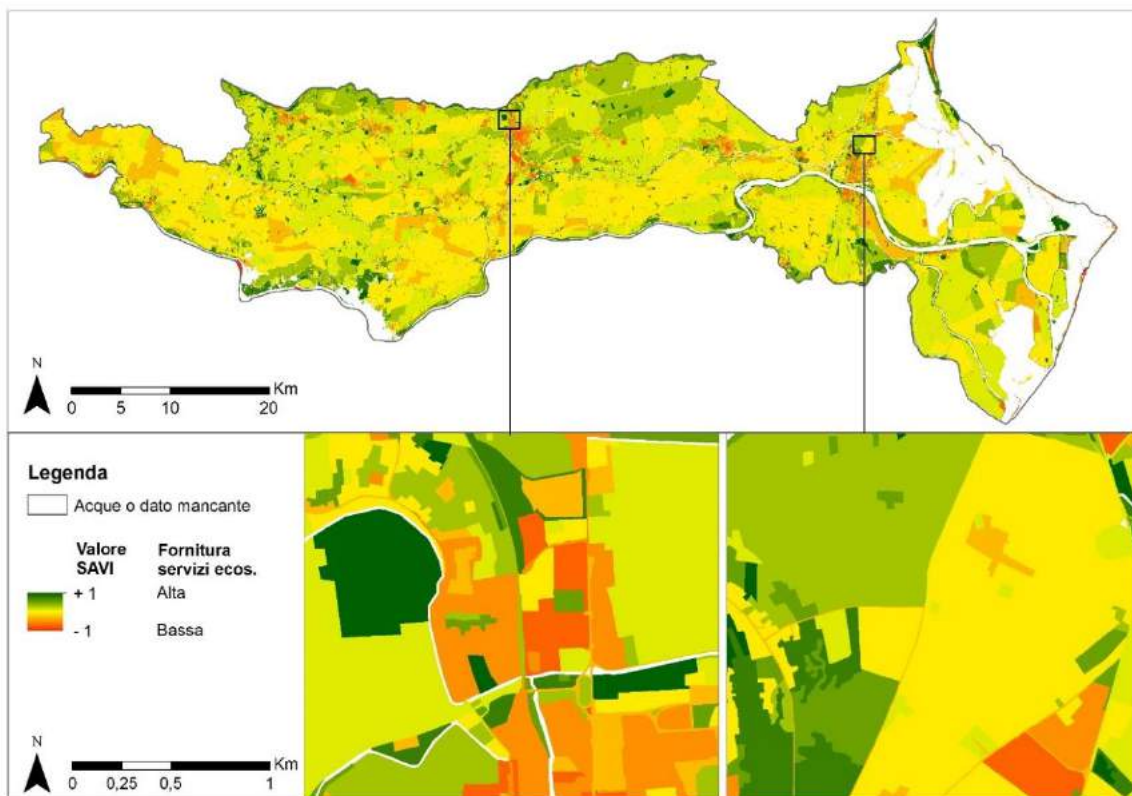 N
Km
0 5 10 20
Legenda
Acque o dato mancante
Valore Fornitura
SAVI servizi ecos.
+ 1 Alta
- 1 Bassa
N
Km
0 0,25 0,5 1